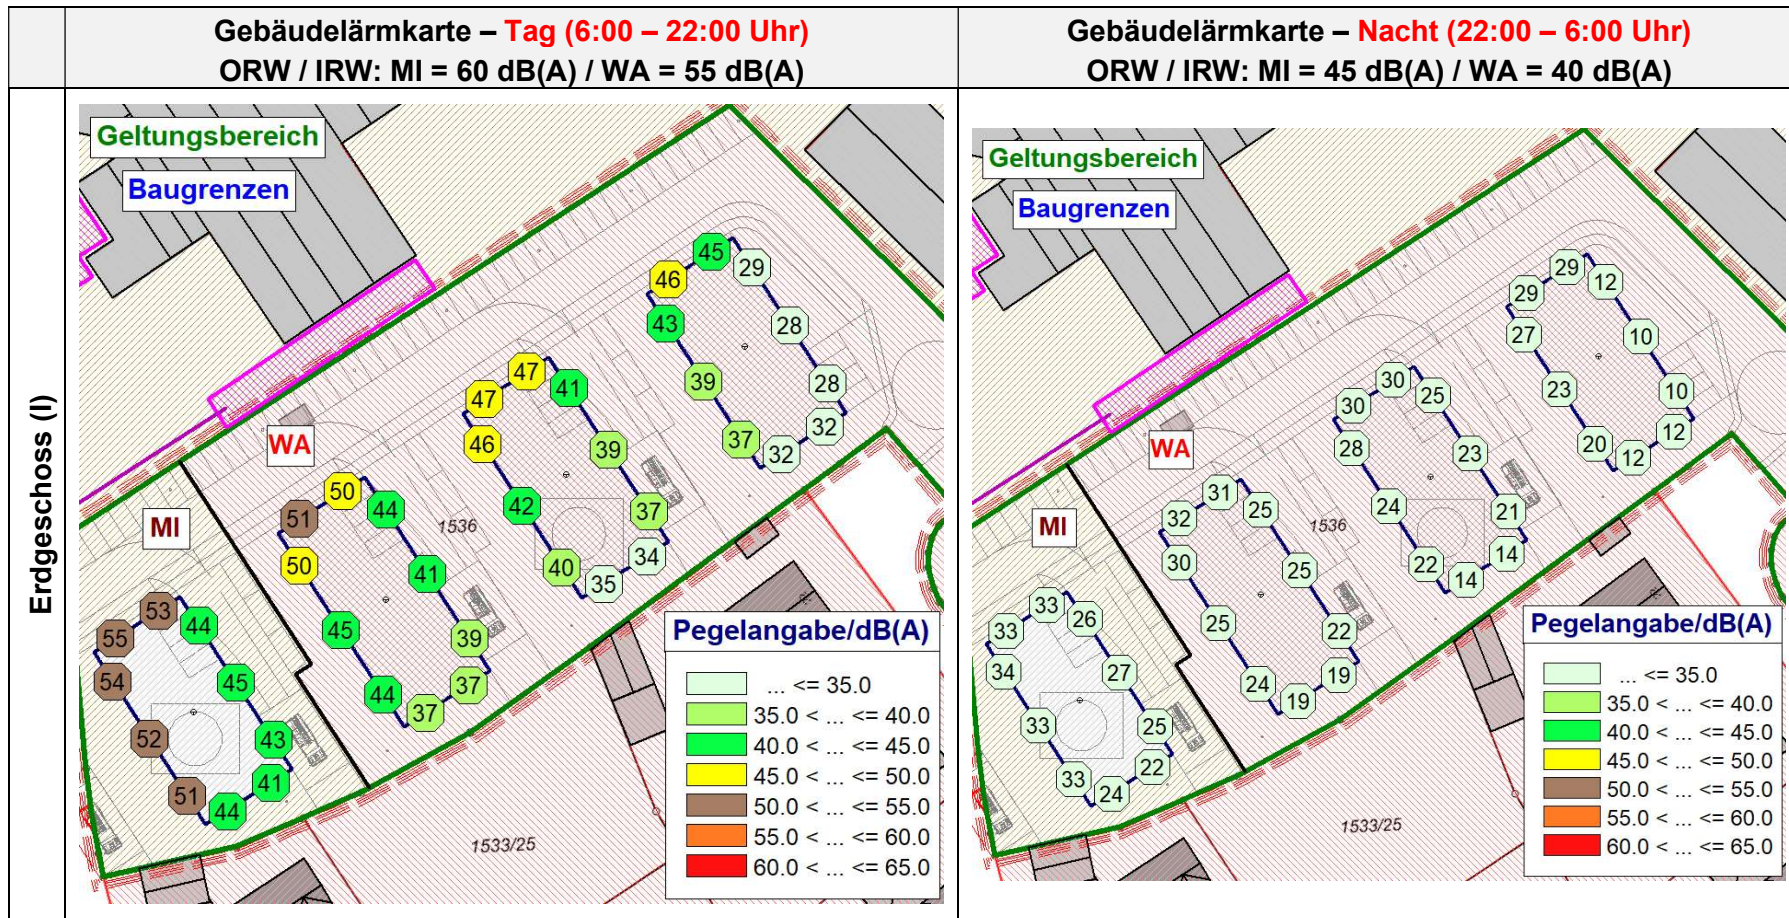 Gebäudelärmkarte – Tag (6:00 – 22:00 Uhr)
ORW / IRW: MI = 60 dB(A) / WA = 55 dB(A)
Gebäudelärmkarte – Nacht (22:00 – 6:00 Uhr)
ORW / IRW: MI = 45 dB(A) / WA = 40 dB(A)
Erdgeschoss (I)
Geltungsbereich
Baugrenzen
45
46
29
43
28
39
28
37
32
32
47
47
41
46
39
42
37
40
34
35
WA
50
51
44
50
41
45
39
44
37
37
1536
MI
53
55
44
54
45
52
43
51
41
44
1533/25
Pegelangabe/dB(A)
... <= 35.0
35.0 < ... <= 40.0
40.0 < ... <= 45.0
45.0 < ... <= 50.0
50.0 < ... <= 55.0
55.0 < ... <= 60.0
60.0 < ... <= 65.0
Geltungsbereich
Baugrenzen
29
29
12
27
10
23
10
20
12
12
30
30
25
28
23
24
21
22
14
14
WA
31
32
25
30
25
25
22
24
19
19
1536
MI
33
33
26
34
27
33
25
33
22
24
1533/25
Pegelangabe/dB(A)
... <= 35.0
35.0 < ... <= 40.0
40.0 < ... <= 45.0
45.0 < ... <= 50.0
50.0 < ... <= 55.0
55.0 < ... <= 60.0
60.0 < ... <= 65.0